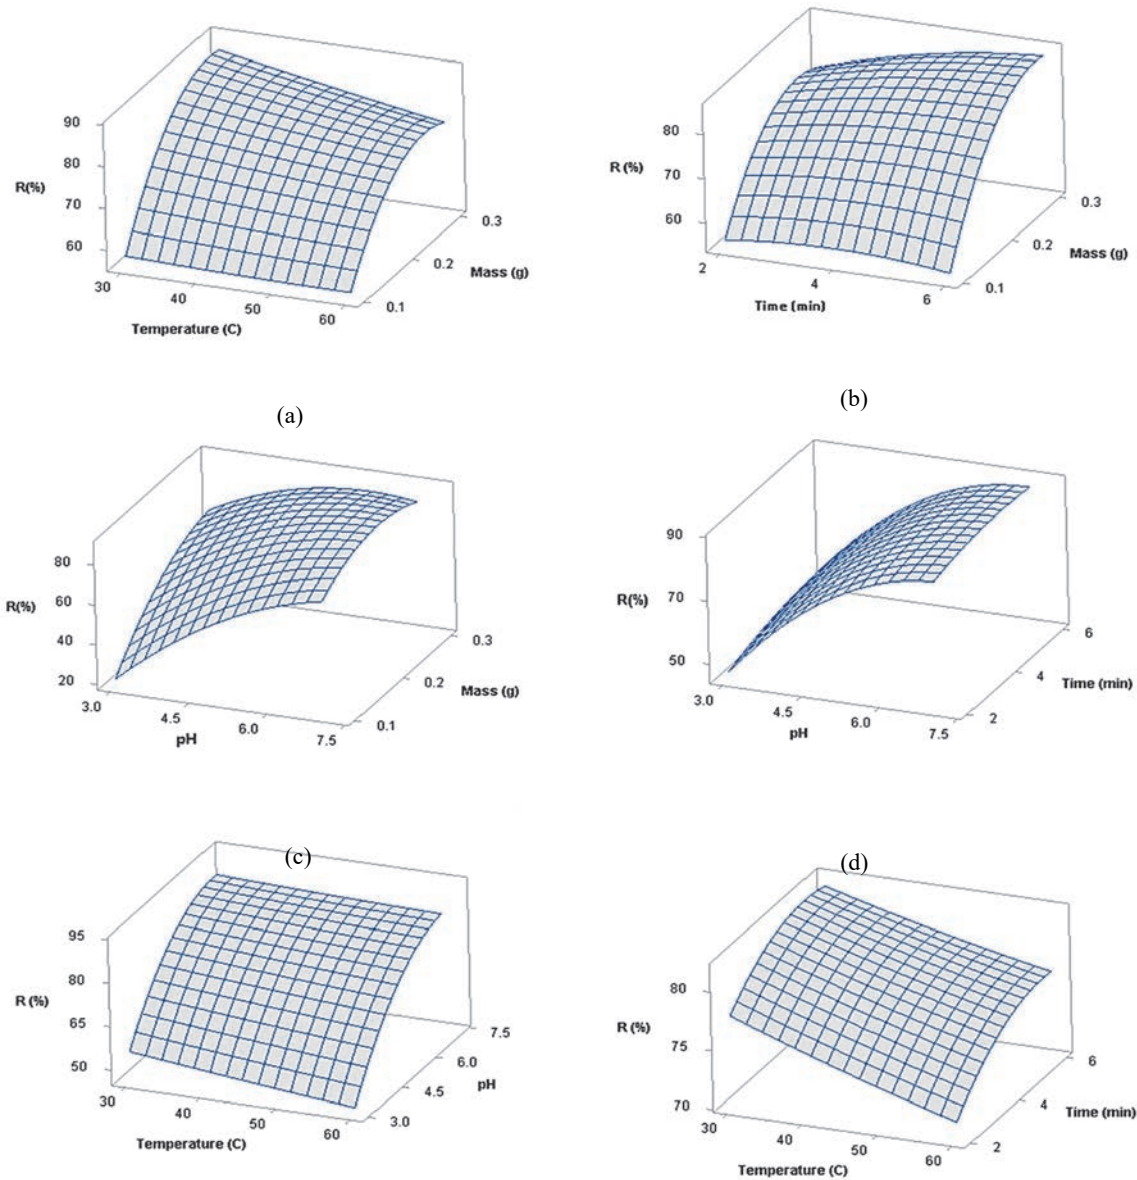 90
80
R(%)
70
60
30
40
50
60
Temperature (C)
0.1
0.2
0.3
Mass (g)
80
R (%)
70
60
2
4
6
Time (min)
0.1
0.2
0.3
Mass (g)
(a)
(b)
80
R(%)
60
40
20
3.0
4.5
6.0
7.5
pH
0.1
0.2
0.3
Mass (g)
90
R(%)
70
50
3.0
4.5
6.0
7.5
pH
2
4
6
Time (min)
(c)
(d)
95
R (%)
80
65
50
30
40
50
60
Temperature (C)
3.0
4.5
6.0
7.5
pH
80
R (%)
75
70
30
40
50
60
Temperature (C)
2
4
6
Time (min)